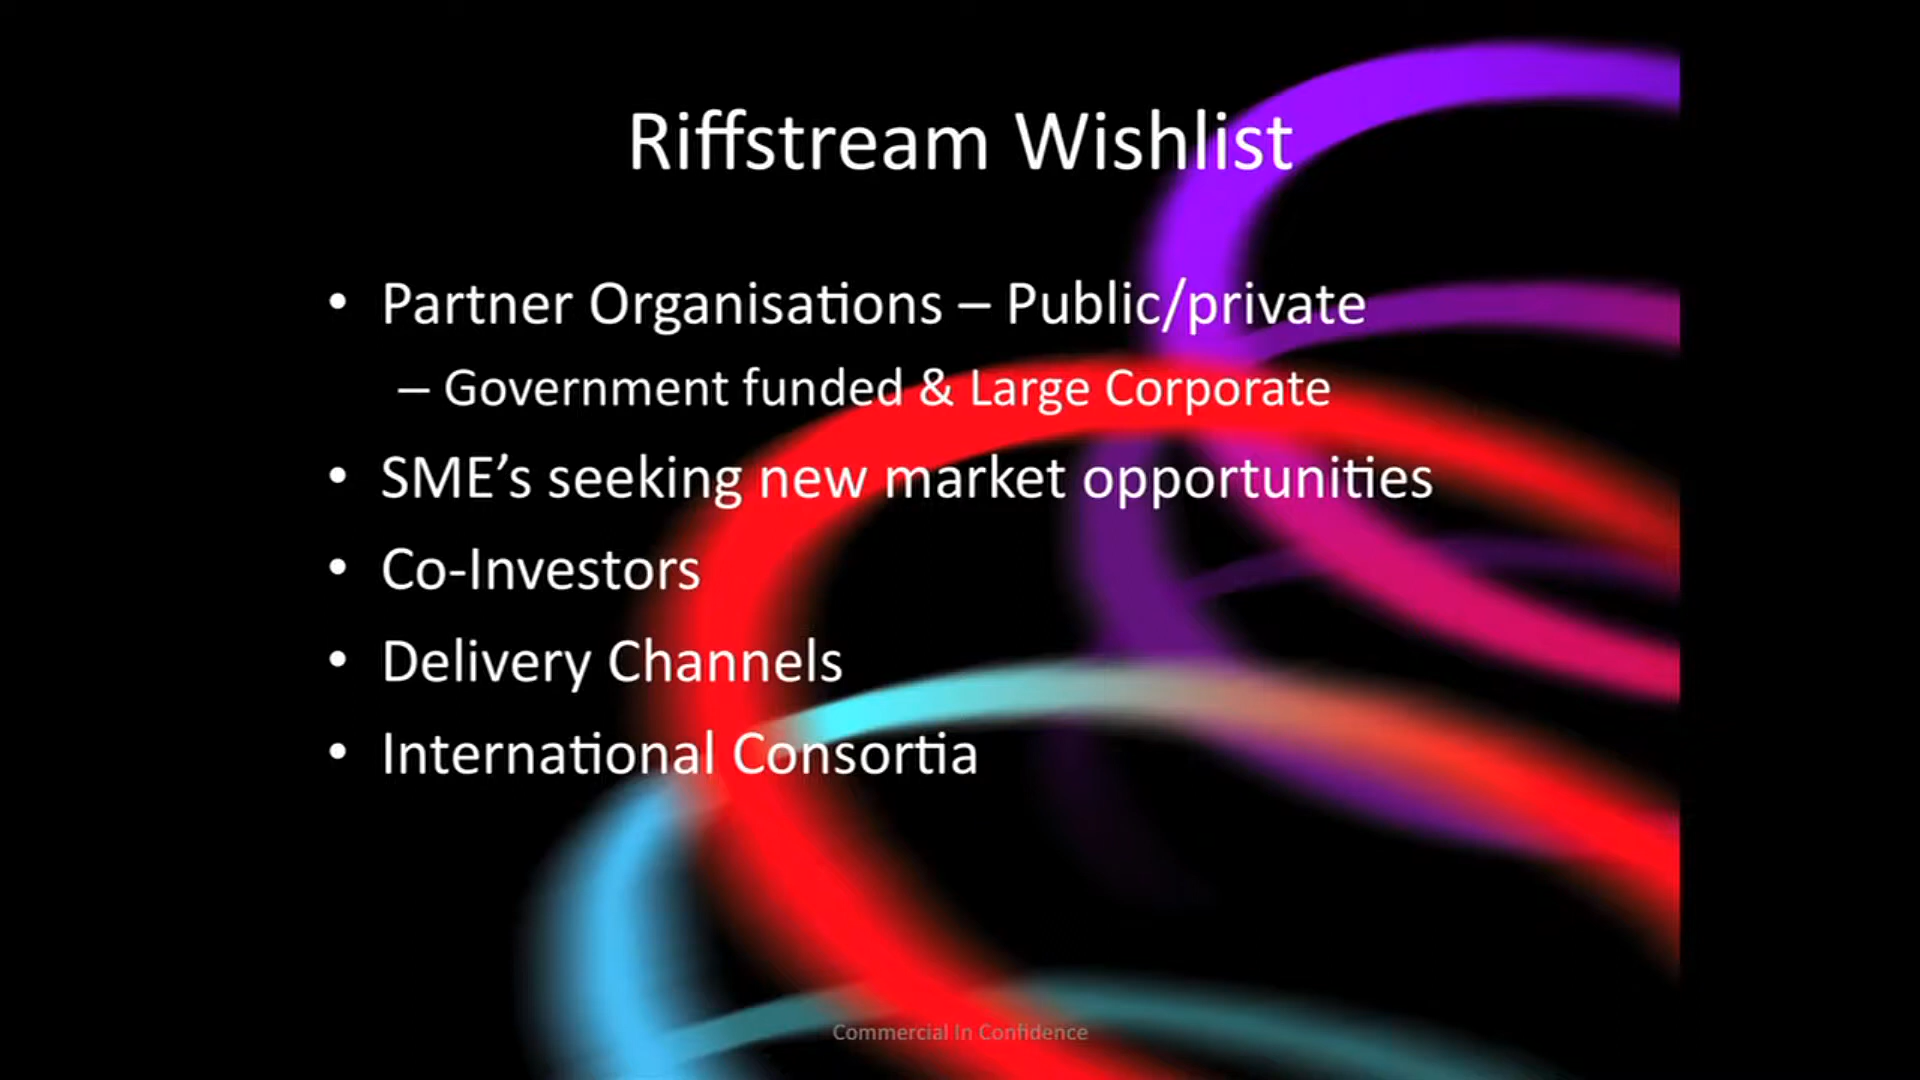 Riffstream Wishlist
• Partner Organisations – Public/private
– Government funded & Large Corporate
• SME’s seeking new market opportunities
• Co-Investors
• Delivery Channels
• International Consortia
Commercial In Confidence